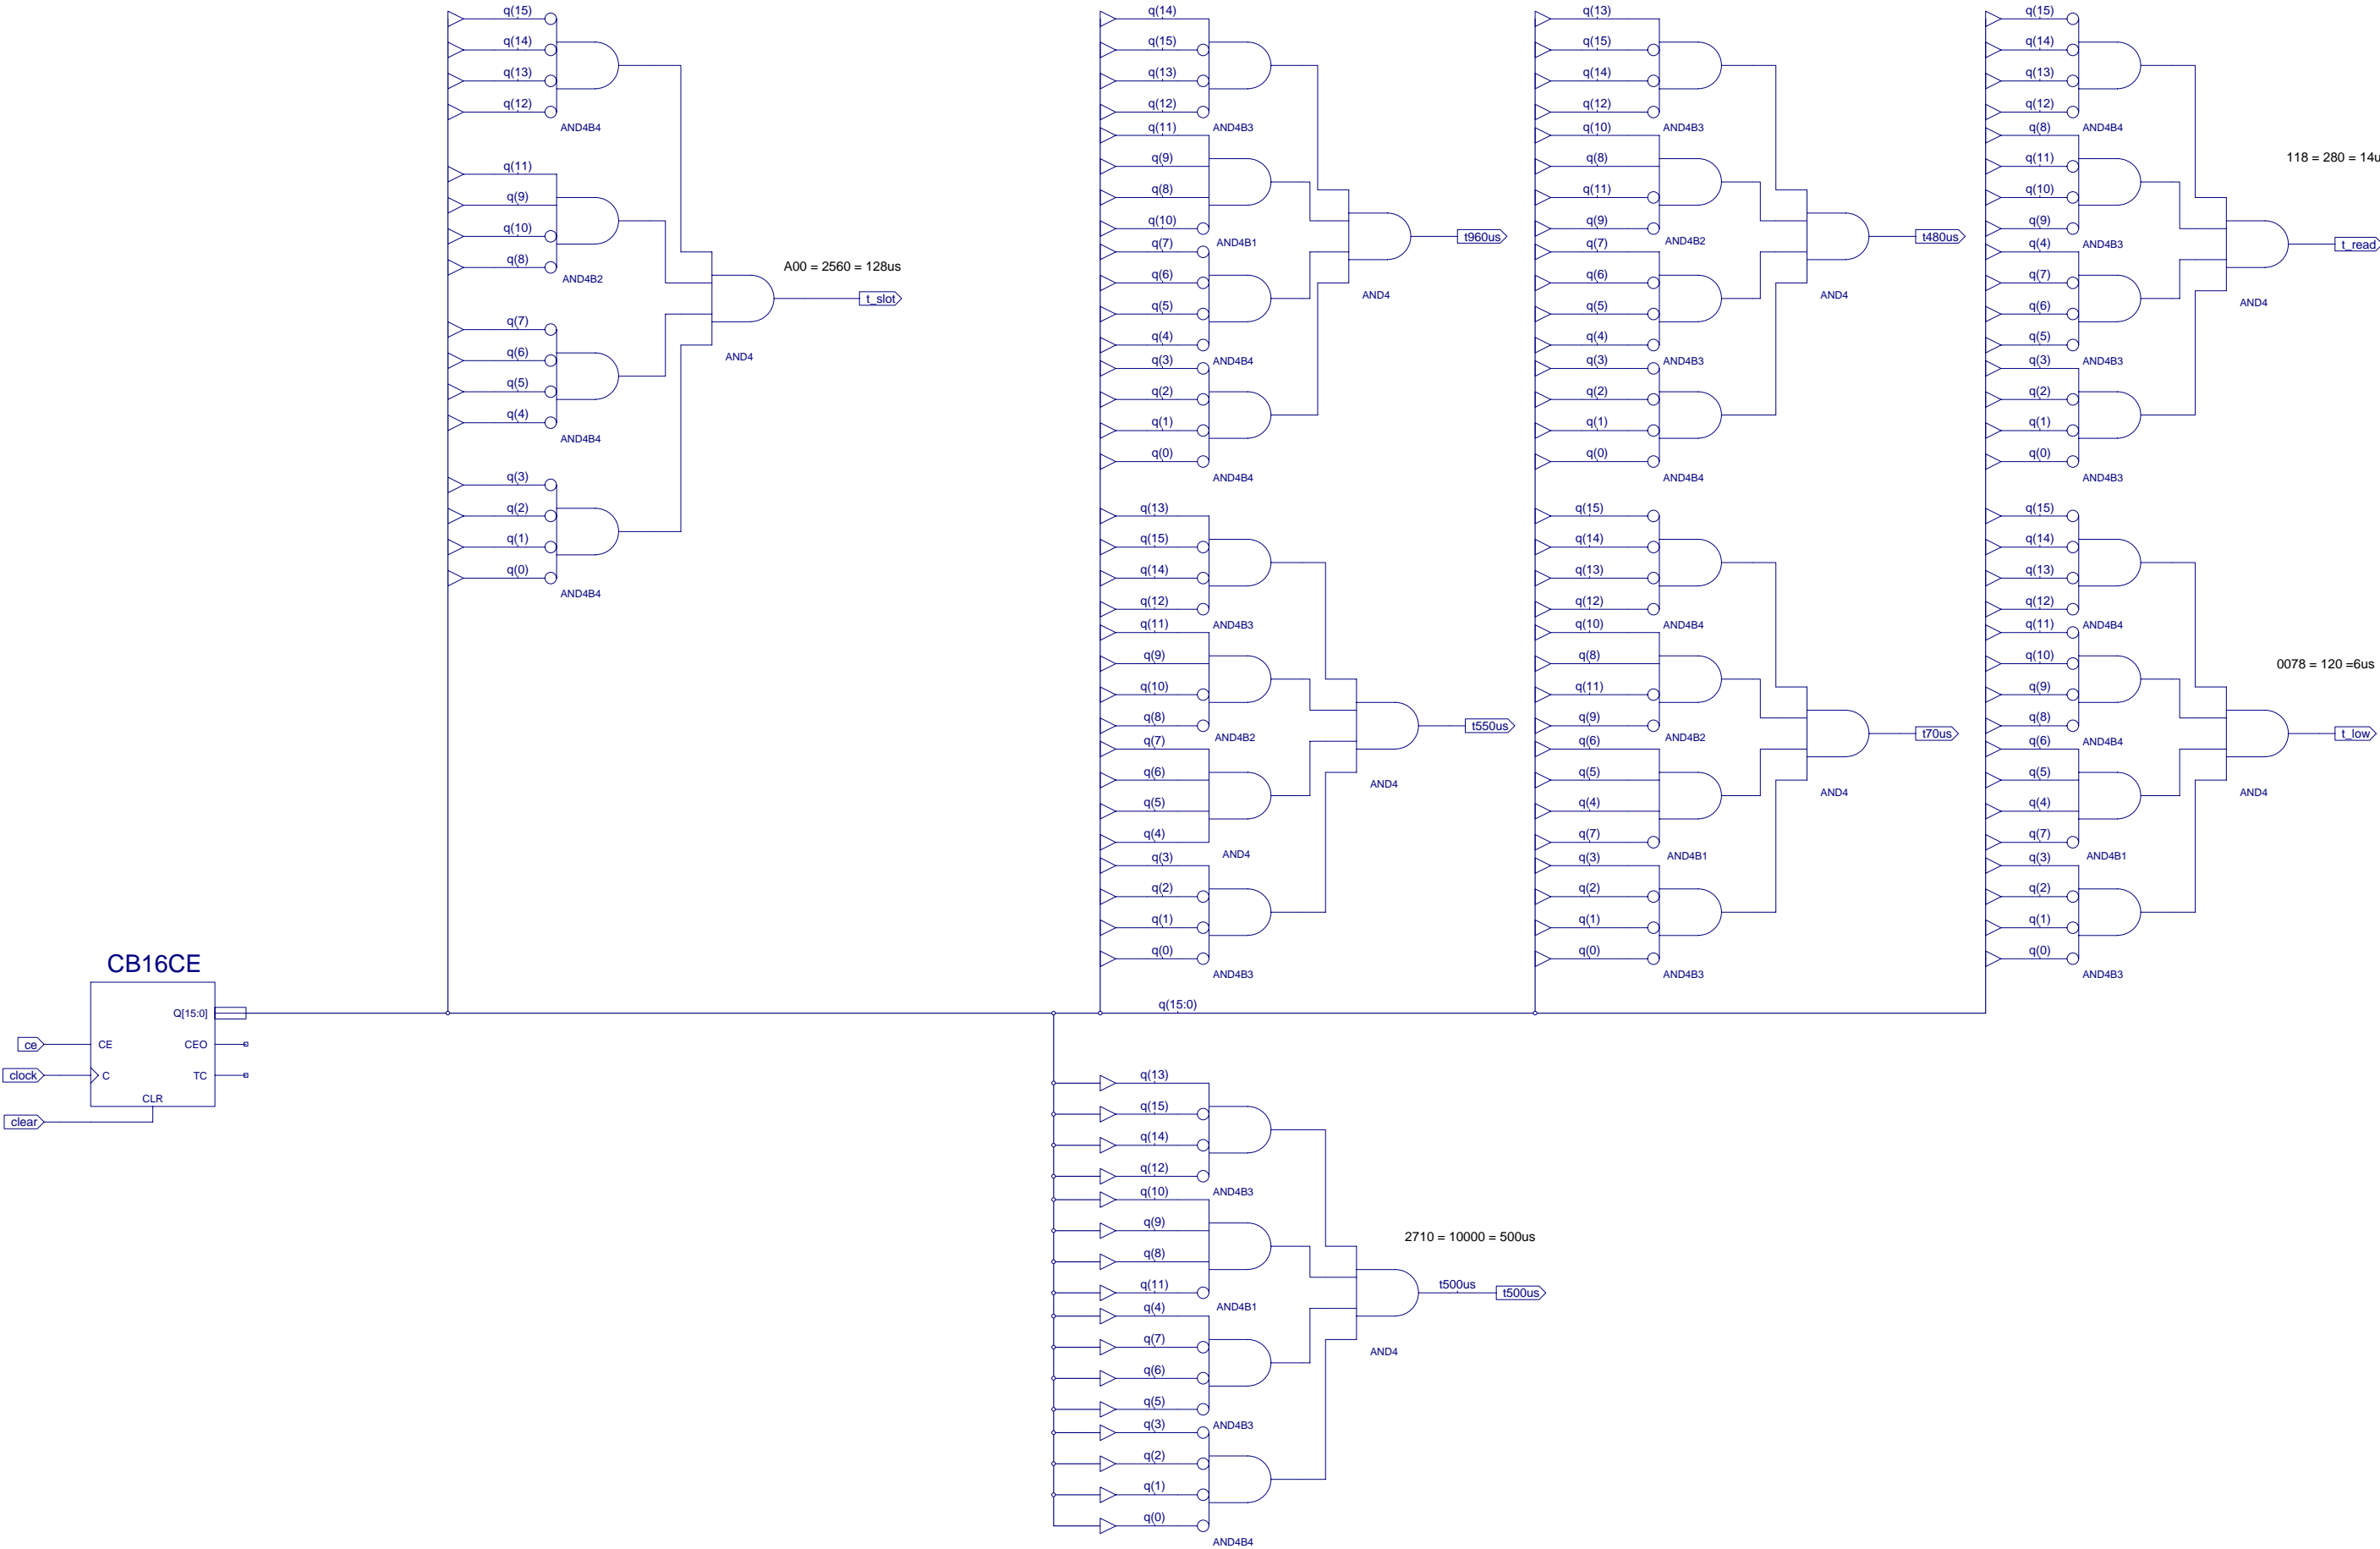 q(15)
q(14)
q(13)
q(12)
AND4B4
q(11)
q(9)
q(10)
q(8)
AND4B2
q(7)
q(6)
q(5)
q(4)
AND4B4
q(3)
q(2)
q(1)
q(0)
AND4B4
A00 = 2560 = 128us
t_slot
AND4
q(14)
q(15)
q(13)
q(12)
AND4B3
q(11)
q(9)
q(8)
q(10)
AND4B1
q(7)
q(6)
q(5)
q(4)
AND4B4
q(3)
q(2)
q(1)
q(0)
AND4B4
t960us
AND4
q(13)
q(15)
q(14)
q(12)
AND4B3
q(10)
q(8)
q(11)
q(9)
AND4B2
q(7)
q(6)
q(5)
q(4)
AND4B3
q(3)
q(2)
q(1)
q(0)
AND4B4
t480us
AND4
q(15)
q(14)
q(13)
q(12)
AND4B4
q(8)
q(11)
q(10)
q(9)
AND4B3
q(4)
q(7)
q(6)
q(5)
AND4B3
q(3)
q(2)
q(1)
q(0)
AND4B3
118 = 280 = 14u
t_read
AND4
q(13)
q(15)
q(14)
q(12)
AND4B3
q(11)
q(9)
q(10)
q(8)
AND4B2
q(7)
q(6)
q(5)
q(4)
AND4
q(3)
q(2)
q(1)
q(0)
AND4B3
t550us
AND4
q(15)
q(14)
q(13)
q(12)
AND4B4
q(10)
q(8)
q(11)
q(9)
AND4B2
q(6)
q(5)
q(4)
q(7)
AND4B1
q(3)
q(2)
q(1)
q(0)
AND4B3
t70us
AND4
q(15)
q(14)
q(13)
q(12)
AND4B4
q(11)
q(10)
q(9)
q(8)
AND4B4
q(6)
q(5)
q(4)
q(7)
AND4B1
q(3)
q(2)
q(1)
q(0)
AND4B3
0078 = 120 =6us
t_low
AND4
CB16CE
Q[15:0]
CE
CEO
C
TC
CLR
ce
clock
clear
q(15:0)
q(13)
q(15)
q(14)
q(12)
AND4B3
q(10)
q(9)
q(8)
q(11)
AND4B1
q(4)
q(7)
q(6)
q(5)
AND4B3
q(3)
q(2)
q(1)
q(0)
AND4B4
2710 = 10000 = 500us
t500us
t500us
AND4